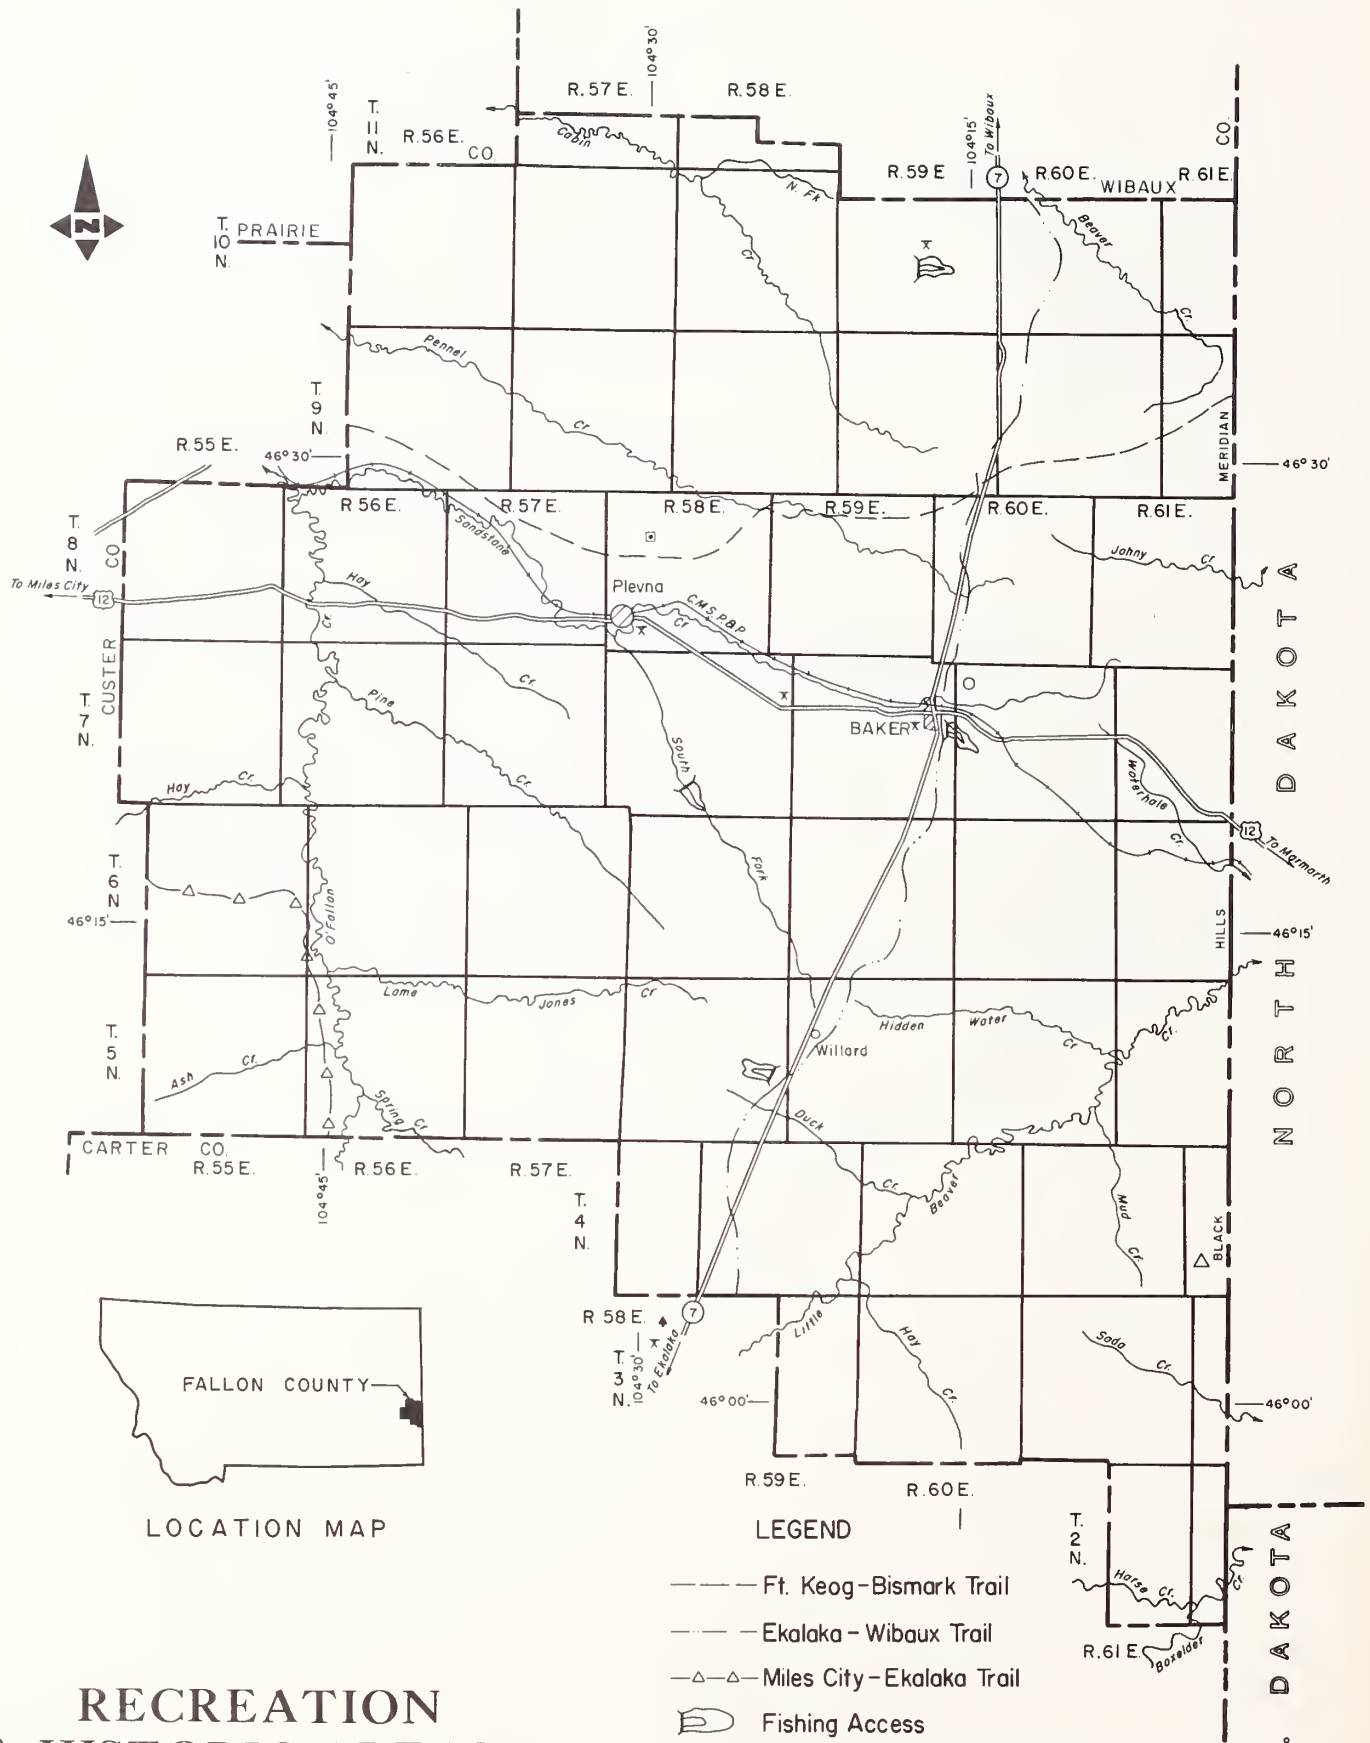 104°30'
R.57 E. R.58 E.
104°45'
T. 11 N.
R.56 E.
CO
Cabin
N. Fk
Cr
To Wibaux
104°15'
7
R.59 E
R.60 E.
R.61 E.
WIBAUX
CO.
N
T. 10 N.
PRAIRIE
Beaver
Cr.
Pennel
Cr
T. 9 N.
R.55 E.
46°30'
MERIDIAN
46°30'
R.56 E. R.57 E. R.58 E. R.59 E. R.60 E. R.61 E.
Sandstone
T. 8 N.
CO
Johny Cr
To Miles City
12
Hay
Cr.
Plevna
C.M.S.P.&P.
Cr
Cr.
CUSTER
T. 7 N.
Pine
Cr.
South
BAKER
Waterhole
Cr.
NORTH DAKOTA
Hay Cr.
12
To Marmarth
T. 6 N
Fork
46°15'
O'Fallon
HILLS
46°15'
Lame Jones Cr
T. 5 N.
Hidden Water Cr
Cr.
Willard
Ash Cr.
Spring Cr
Duck
Cr.
CARTER CO.
R.55 E. R.56 E. R.57 E.
104°45'
T. 4 N.
Beaver
Mud
Cr.
BLACK
R 58 E.
7
Little
Hay
Cr.
Soda
Cr.
T. 3 N.
104°30'
To Ekalaka
46°00'
46°00'
FALLON COUNTY
LOCATION MAP
R.59 E. R.60 E.
T. 2 N.
Horse Cr.
Cr.
R.61 E.
Boxelder
DAKOTA
LEGEND
Ft. Keog-Bismark Trail
Ekalaka - Wibaux Trail
Miles City-Ekalaka Trail
Fishing Access
RECREATION